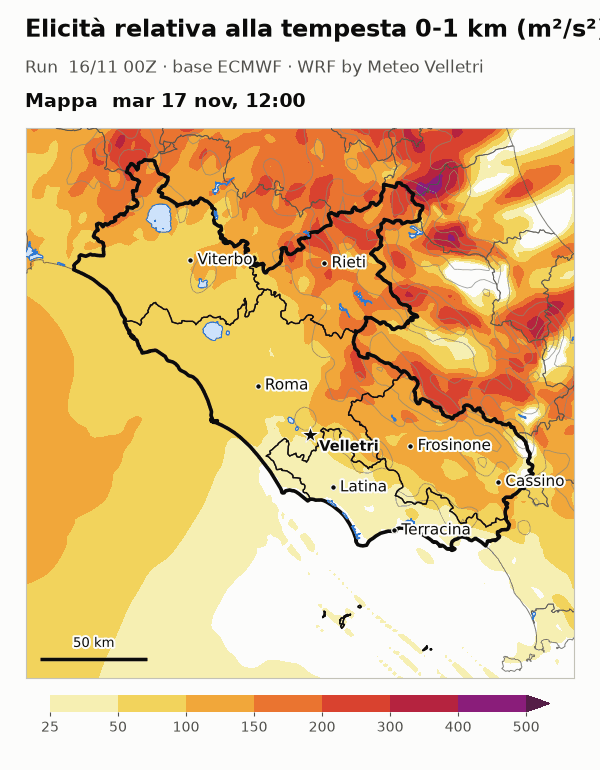 Elicità relativa alla tempesta 0-1 km (m²/s²)
Run 16/11 00Z · base ECMWF · WRF by Meteo Velletri
Mappa mar 17 nov, 12:00
Viterbo
Rieti
Roma
Velletri
Frosinone
Latina
Cassino
Terracina
50 km
25 50 100 150 200 300 400 500